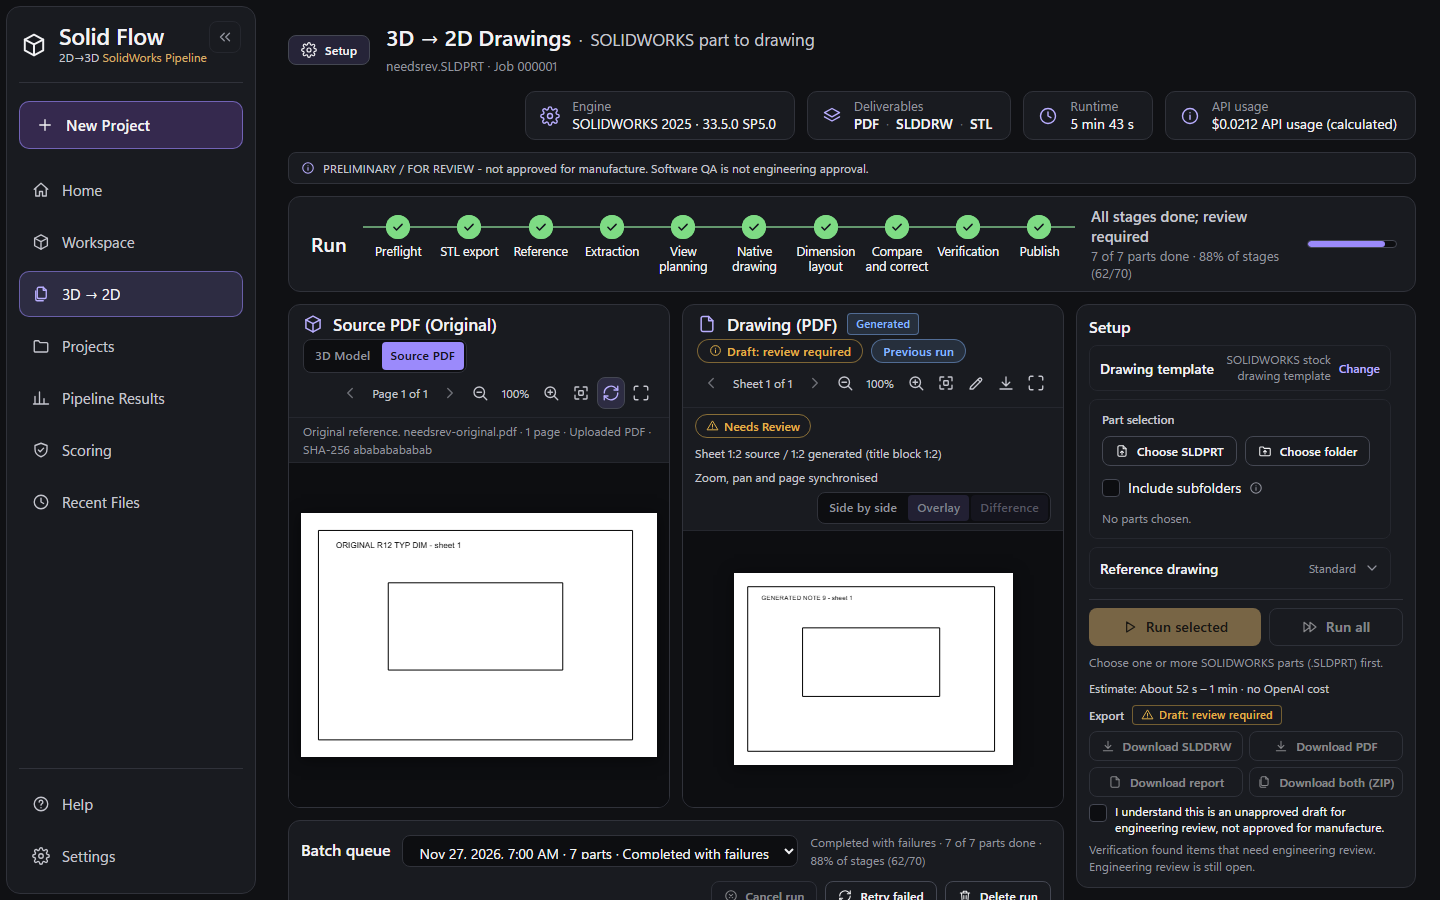 Solid Flow
2D→3D SolidWorks Pipeline
New Project
Home
Workspace
3D → 2D
Projects
Pipeline Results
Scoring
Recent Files
Help
Settings
Setup
3D → 2D Drawings · SOLIDWORKS part to drawing
needsrev.SLDPRT · Job 000001
Engine
SOLIDWORKS 2025 · 33.5.0 SP5.0
Deliverables
PDF · SLDDRW · STL
Runtime
5 min 43 s
API usage
$0.0212 API usage (calculated)
PRELIMINARY / FOR REVIEW - not approved for manufacture. Software QA is not engineering approval.
Run
Preflight
STL export
Reference
Extraction
View
planning
Native
drawing
Dimension
layout
Compare
and correct
Verification
Publish
All stages done; review
required
7 of 7 parts done · 88% of stages
(62/70)
Source PDF (Original)
3D Model
Source PDF
Page 1 of 1
100%
Original reference. needsrev-original.pdf · 1 page · Uploaded PDF ·
SHA-256 abababababab
ORIGINAL R12 TYP DIM - sheet 1
Drawing (PDF)
Generated
Draft: review required
Previous run
Sheet 1 of 1
100%
Needs Review
Sheet 1:2 source / 1:2 generated (title block 1:2)
Zoom, pan and page synchronised
Side by side
Overlay
Difference
GENERATED NOTE 9 - sheet 1
Setup
Drawing template
SOLIDWORKS stock
drawing template
Change
Part selection
Choose SLDPRT
Choose folder
Include subfolders
No parts chosen.
Reference drawing
Standard
Run selected
Run all
Choose one or more SOLIDWORKS parts (.SLDPRT) first.
Estimate: About 52 s – 1 min · no OpenAI cost
Export
Draft: review required
Download SLDDRW
Download PDF
Download report
Download both (ZIP)
I understand this is an unapproved draft for
engineering review, not approved for manufacture.
Verification found items that need engineering review.
Engineering review is still open.
Batch queue
Nov 27, 2026, 7:00 AM · 7 parts · Completed with failures
Completed with failures · 7 of 7 parts done ·
88% of stages (62/70)
Cancel run
Retry failed
Delete run